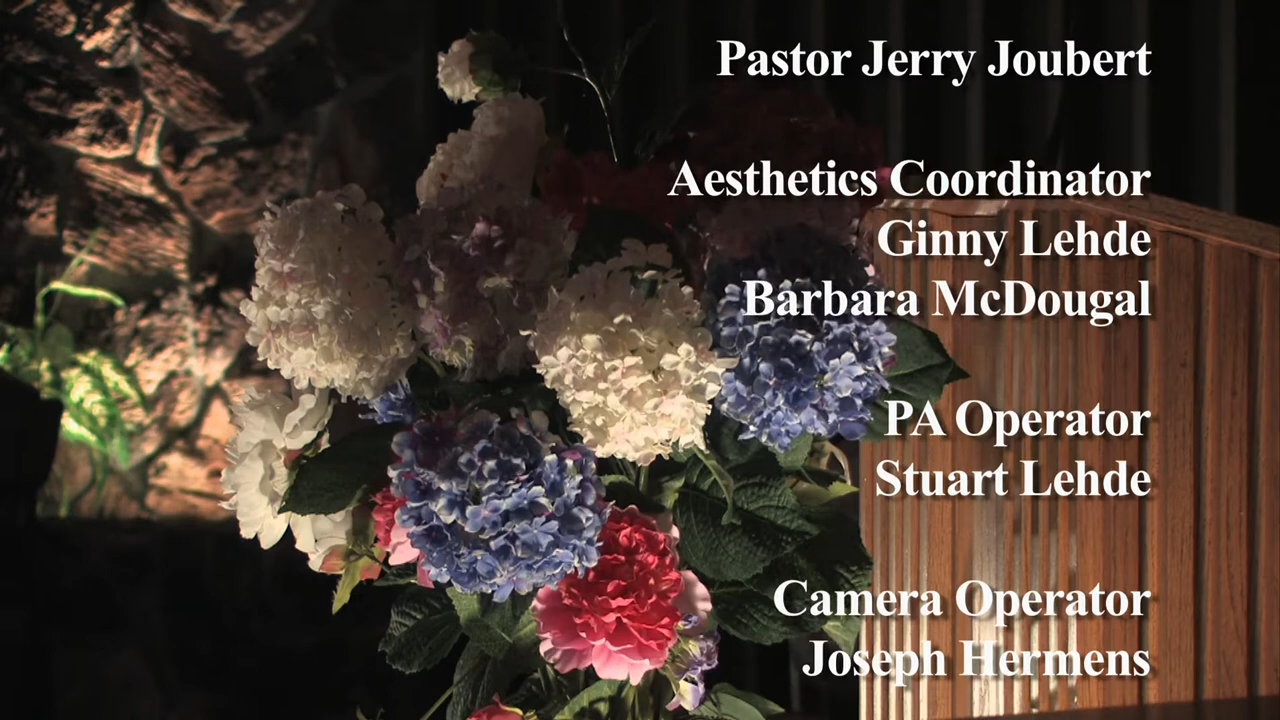 Pastor Jerry Joubert
Aesthetics Coordinator
Ginny Lehde
Barbara McDougal
PA Operator
Stuart Lehde
Camera Operator
Joseph Hermens